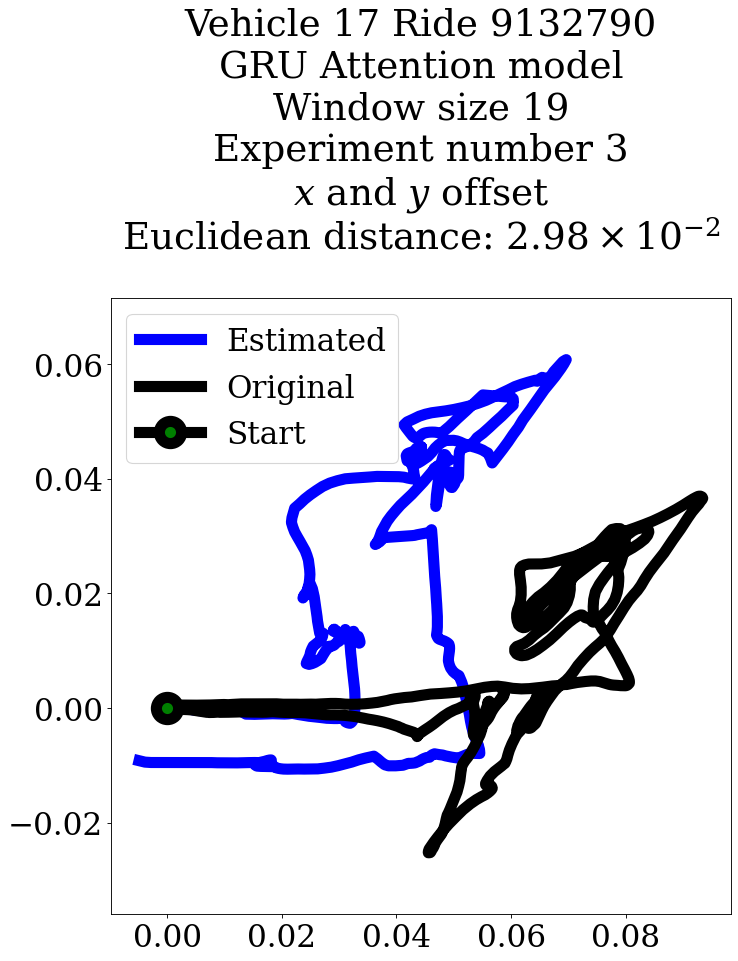 Vehicle 17 Ride 9132790
GRU Attention model
Window size 19
Experiment number 3
x and y offset
Euclidean distance: 2.98 × 10⁻²
Estimated
Original
Start
0.06
0.04
0.02
0.00
−0.02
0.00 0.02 0.04 0.06 0.08